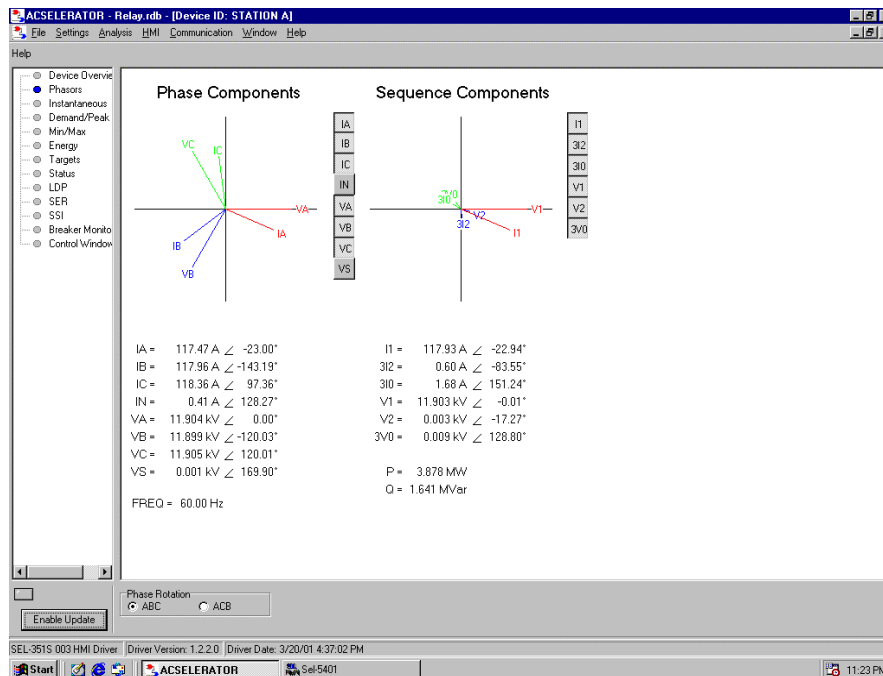 ACSELERATOR - Relay.rdb - [Device ID: STATION A]
File Settings Analysis HMI Communication Window Help
Help
Device Overvie
Phasors
Instantaneous
Demand/Peak
Min/Max
Energy
Targets
Status
LDP
SER
SSI
Breaker Monito
Control Window
Phase Components
VC
IC
VA
IA
IB
VB
IA
IB
IC
IN
VA
VB
VC
VS
Sequence Components
3I0
V1
V2
3I2
I1
I1
3I2
3I0
V1
V2
3V0
IA = 117.47 A ∠ -23.00°
IB = 117.96 A ∠ -143.19°
IC = 118.36 A ∠ 97.36°
IN = 0.41 A ∠ 128.27°
VA = 11.904 kV ∠ 0.00°
VB = 11.899 kV ∠ -120.03°
VC = 11.905 kV ∠ 120.01°
VS = 0.001 kV ∠ 169.90°
FREQ = 60.00 Hz
I1 = 117.93 A ∠ -22.94°
3I2 = 0.60 A ∠ -83.55°
3I0 = 1.68 A ∠ 151.24°
V1 = 11.903 kV ∠ -0.01°
V2 = 0.003 kV ∠ -17.27°
3V0 = 0.009 kV ∠ 128.80°
P = 3.878 MW
Q = 1.641 MVar
Phase Rotation
ABC ACB
Enable Update
SEL-351S 003 HMI Driver Driver Version: 1.2.2.0 Driver Date: 3/20/01 4:37:02 PM
Start ACSELERATOR Sel-5401 11:23 PM